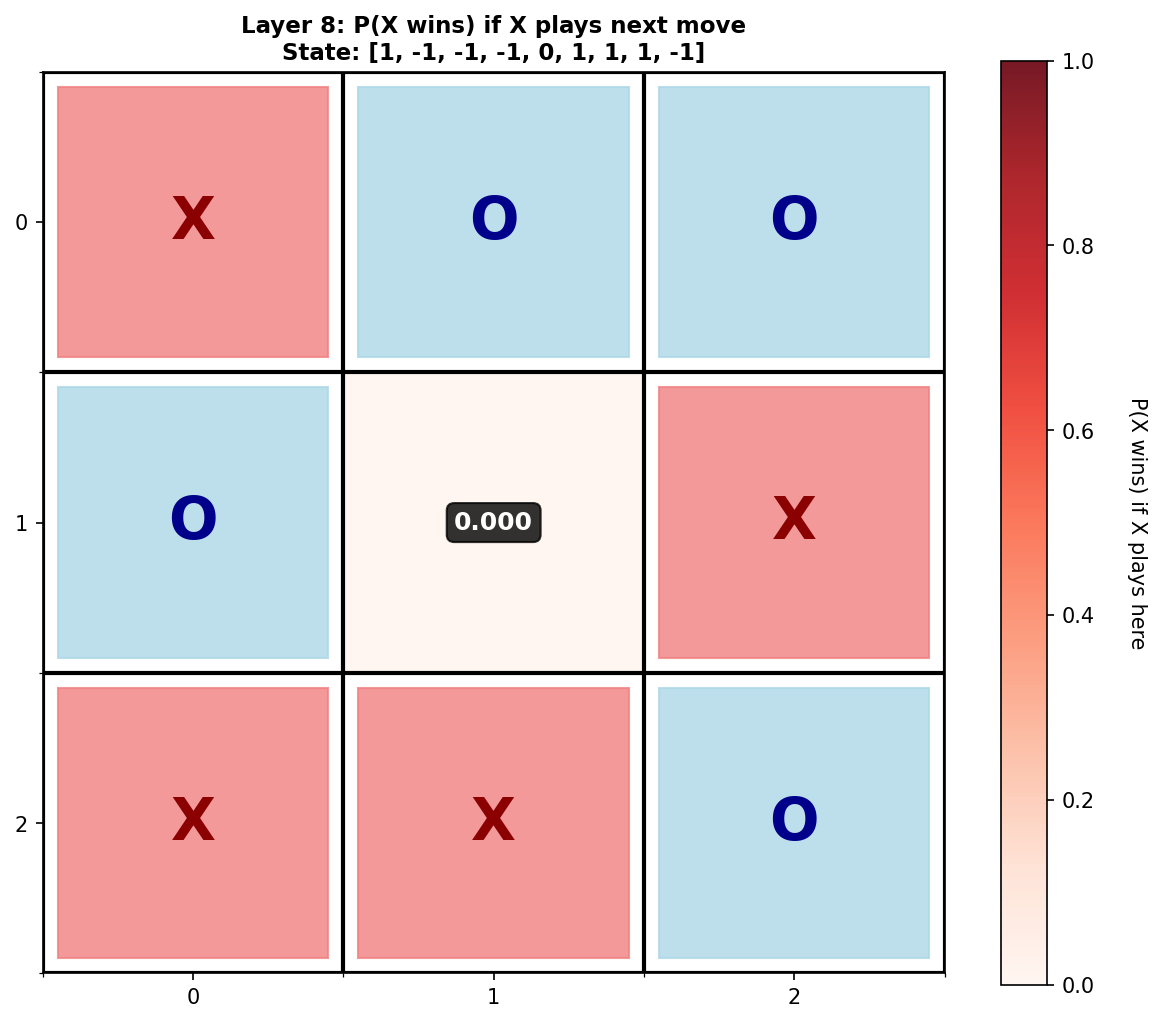 Layer 8: P(X wins) if X plays next move
State: [1, -1, -1, -1, 0, 1, 1, 1, -1]
0
X
O
O
1
O
0.000
X
2
X
X
O
0
1
2
1.0
0.8
0.6
0.4
0.2
0.0
P(X wins) if X plays here